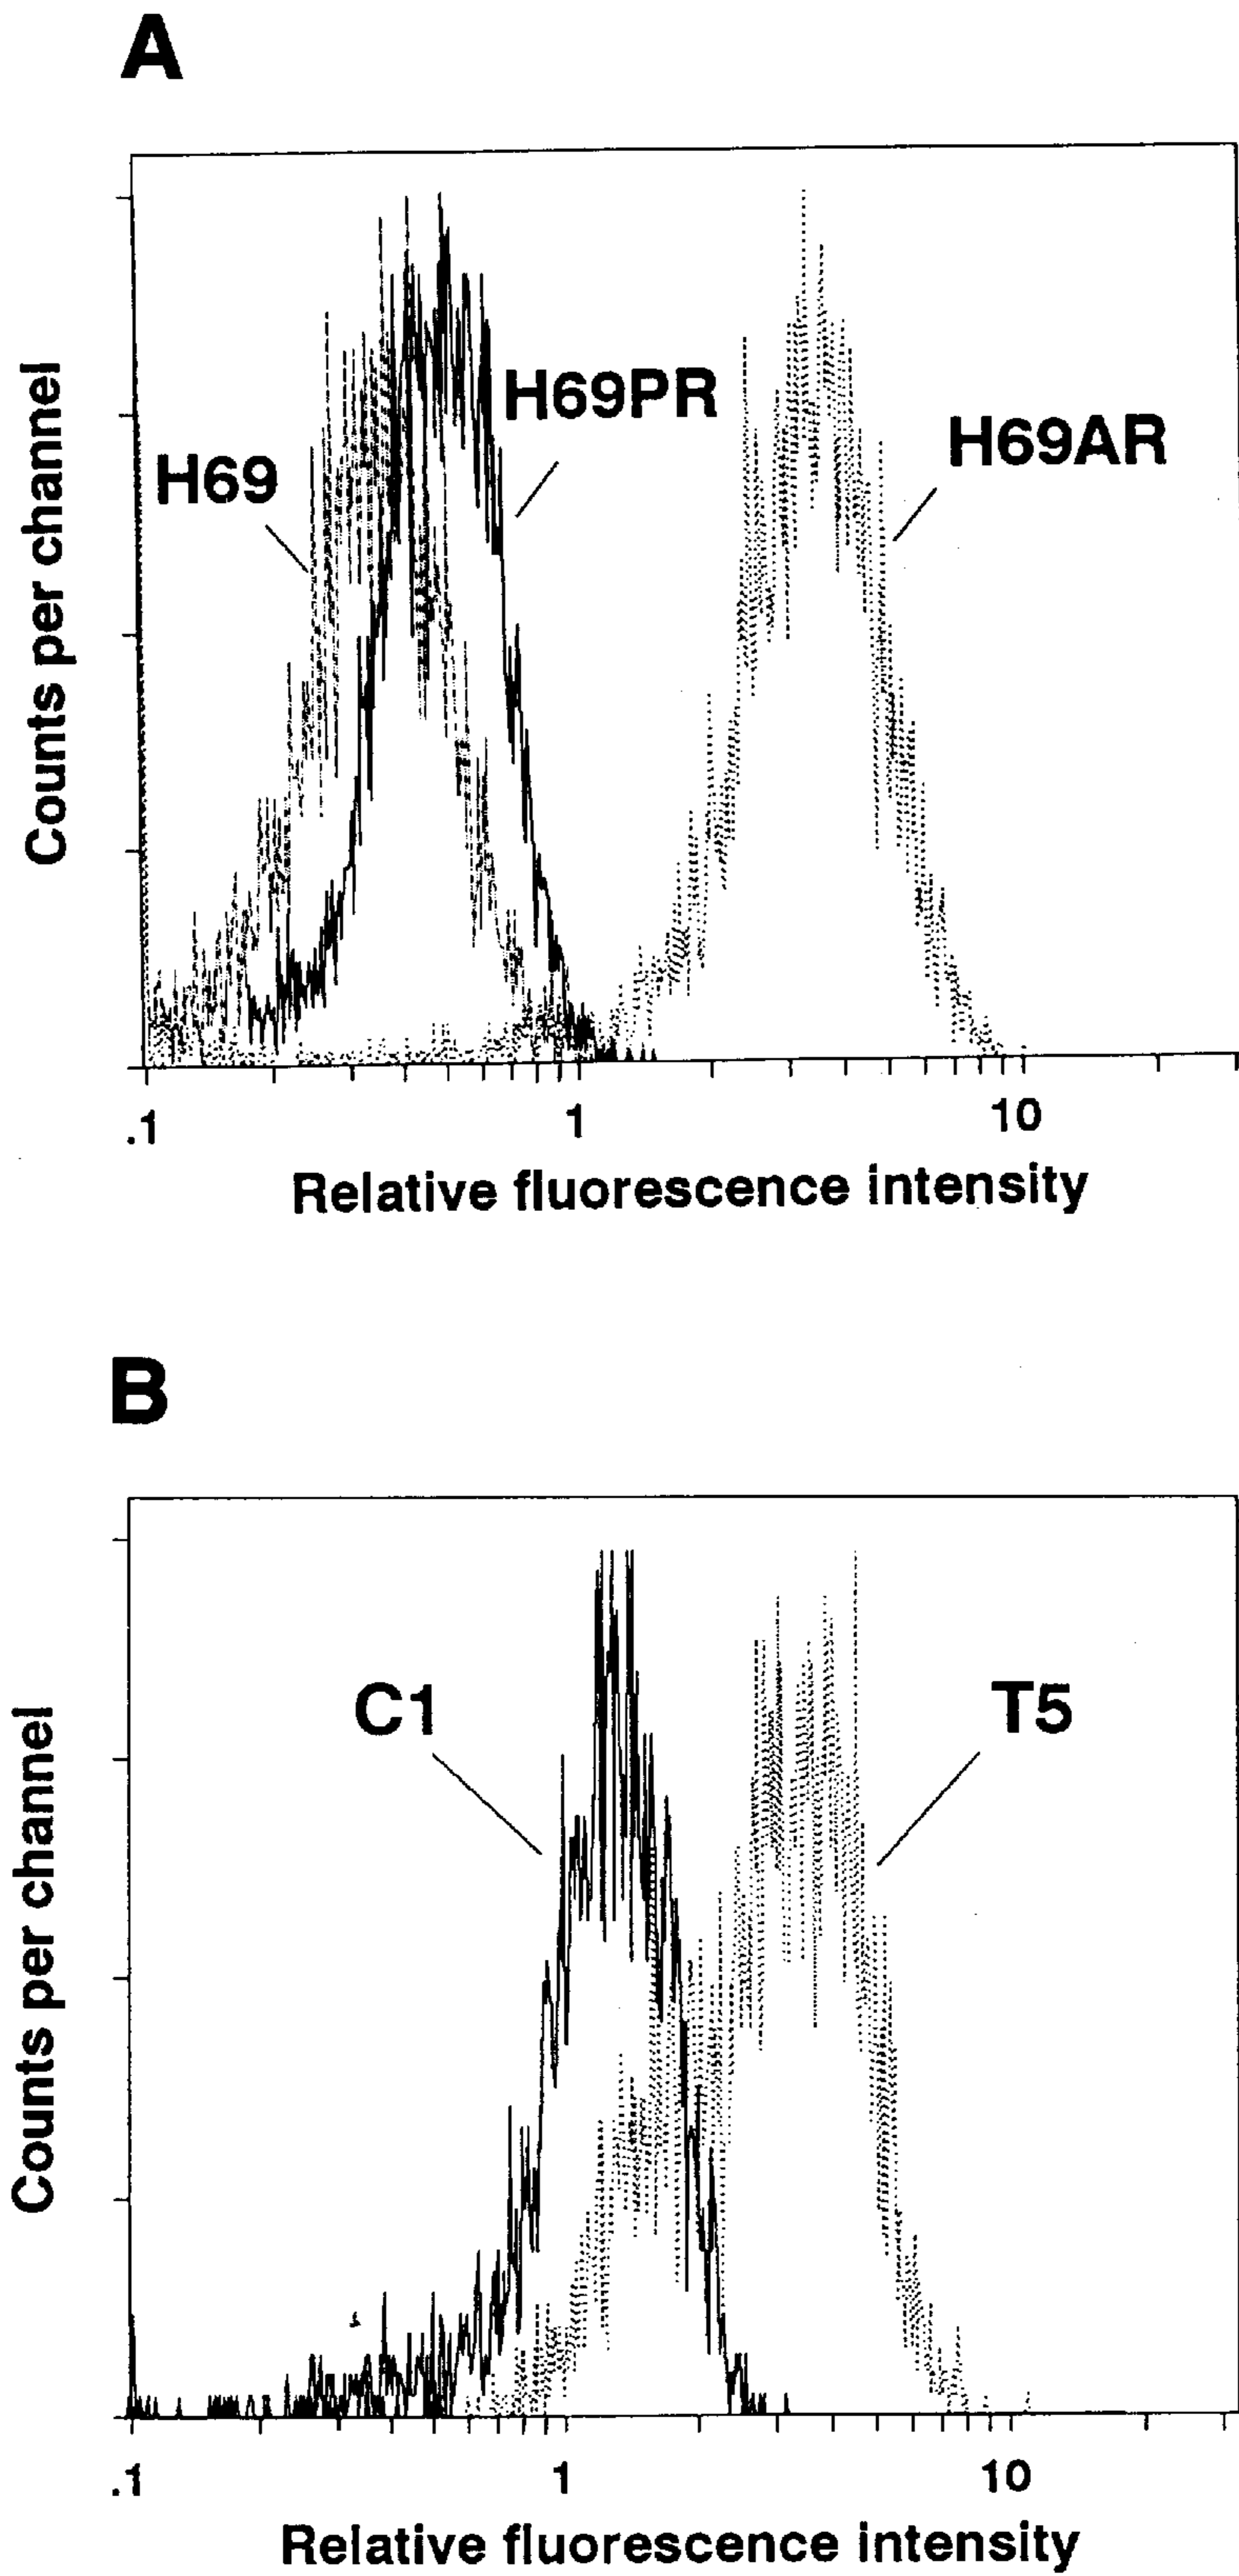 A
Counts per channel
H69
H69PR
H69AR
.1 1 10
Relative fluorescence intensity
B
Counts per channel
C1
T5
.1 1 10
Relative fluorescence intensity